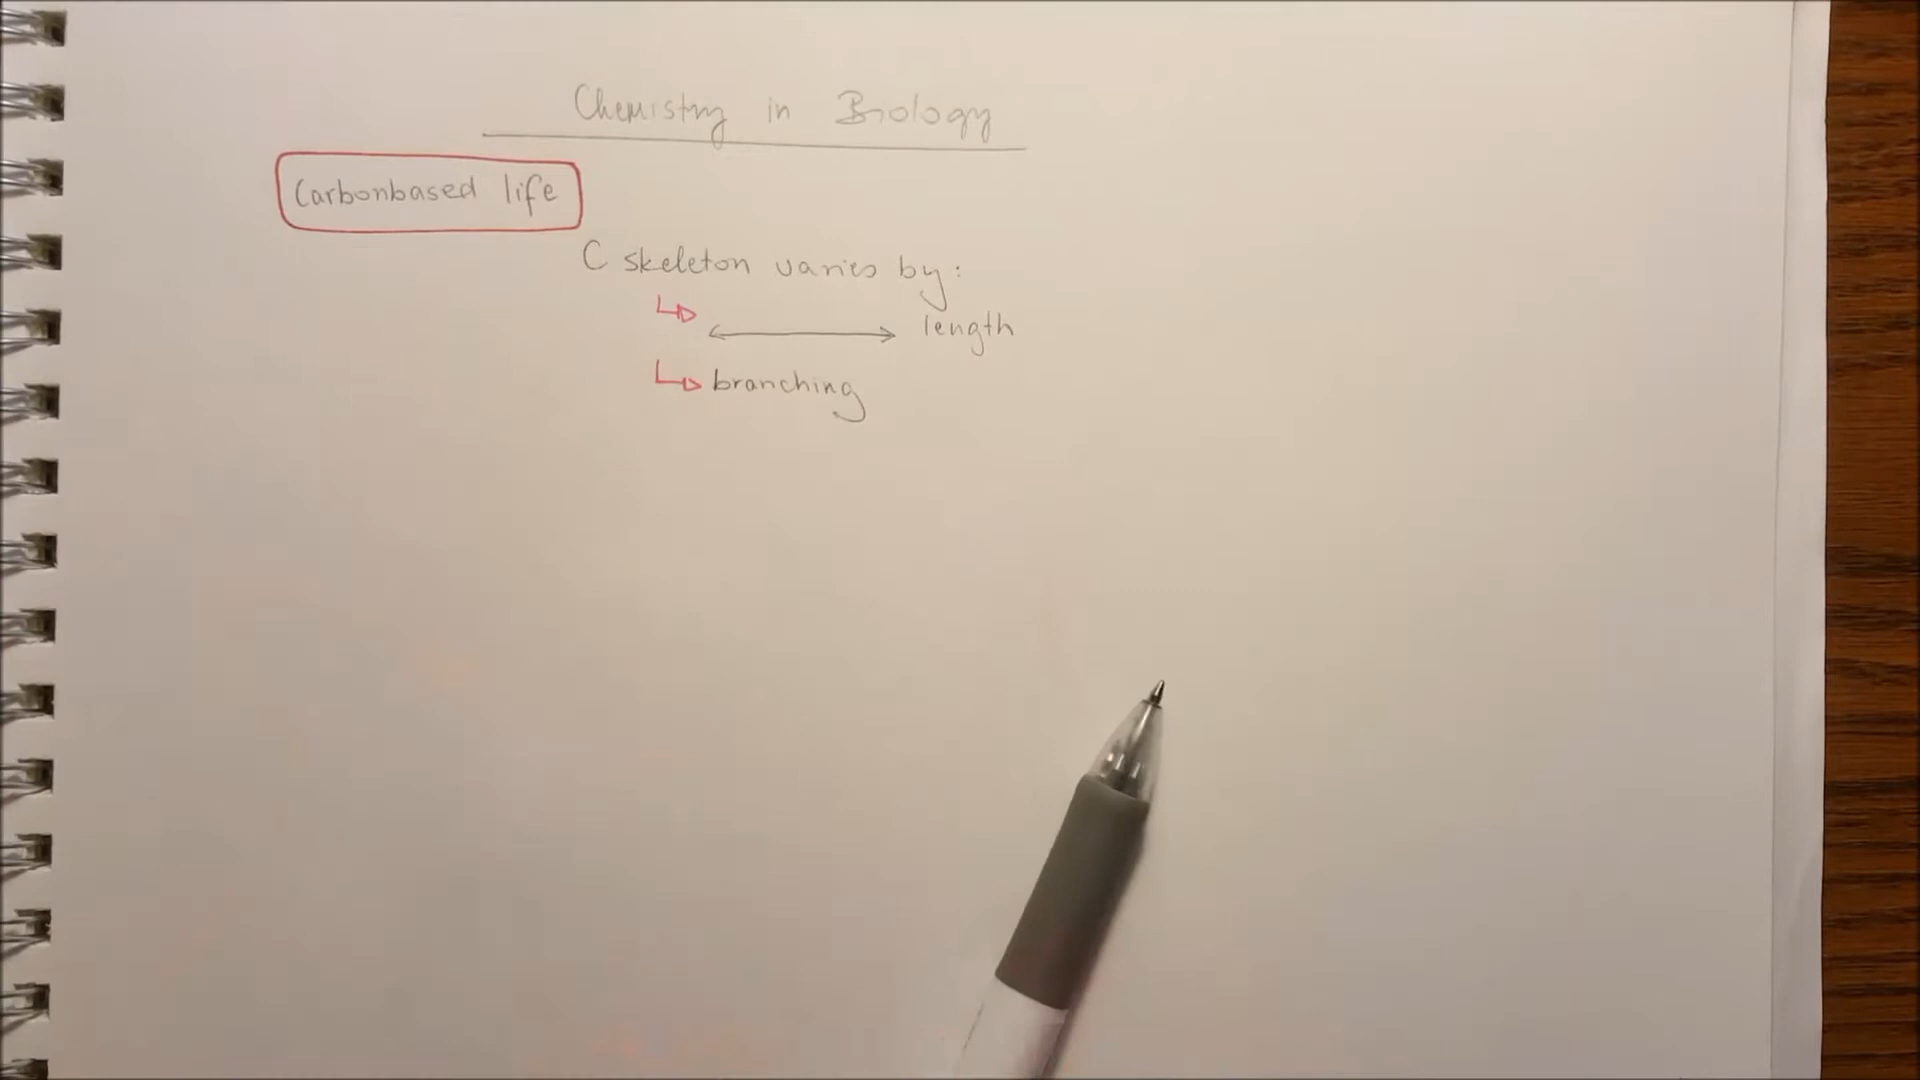 Chemistry in Biology
Carbonbased life
C skeleton varies by:
length
branching